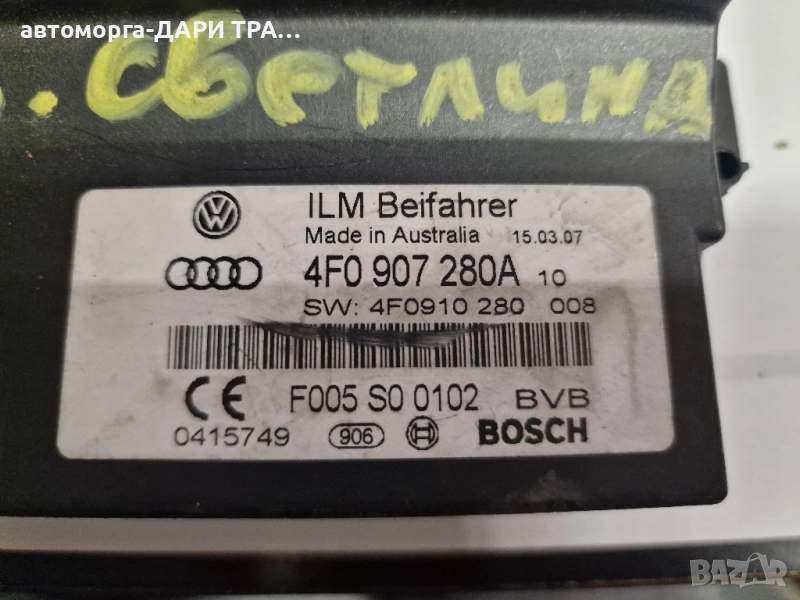 автоморга-ДАРИ ТРА...
. СВЕТЛИНА
ILM Beifahrer
Made in Australia 15.03.07
4F0 907 280A 10
SW: 4F0910 280 008
F005 S0 0102 BVB
0415749 906 BOSCH
BAZAR